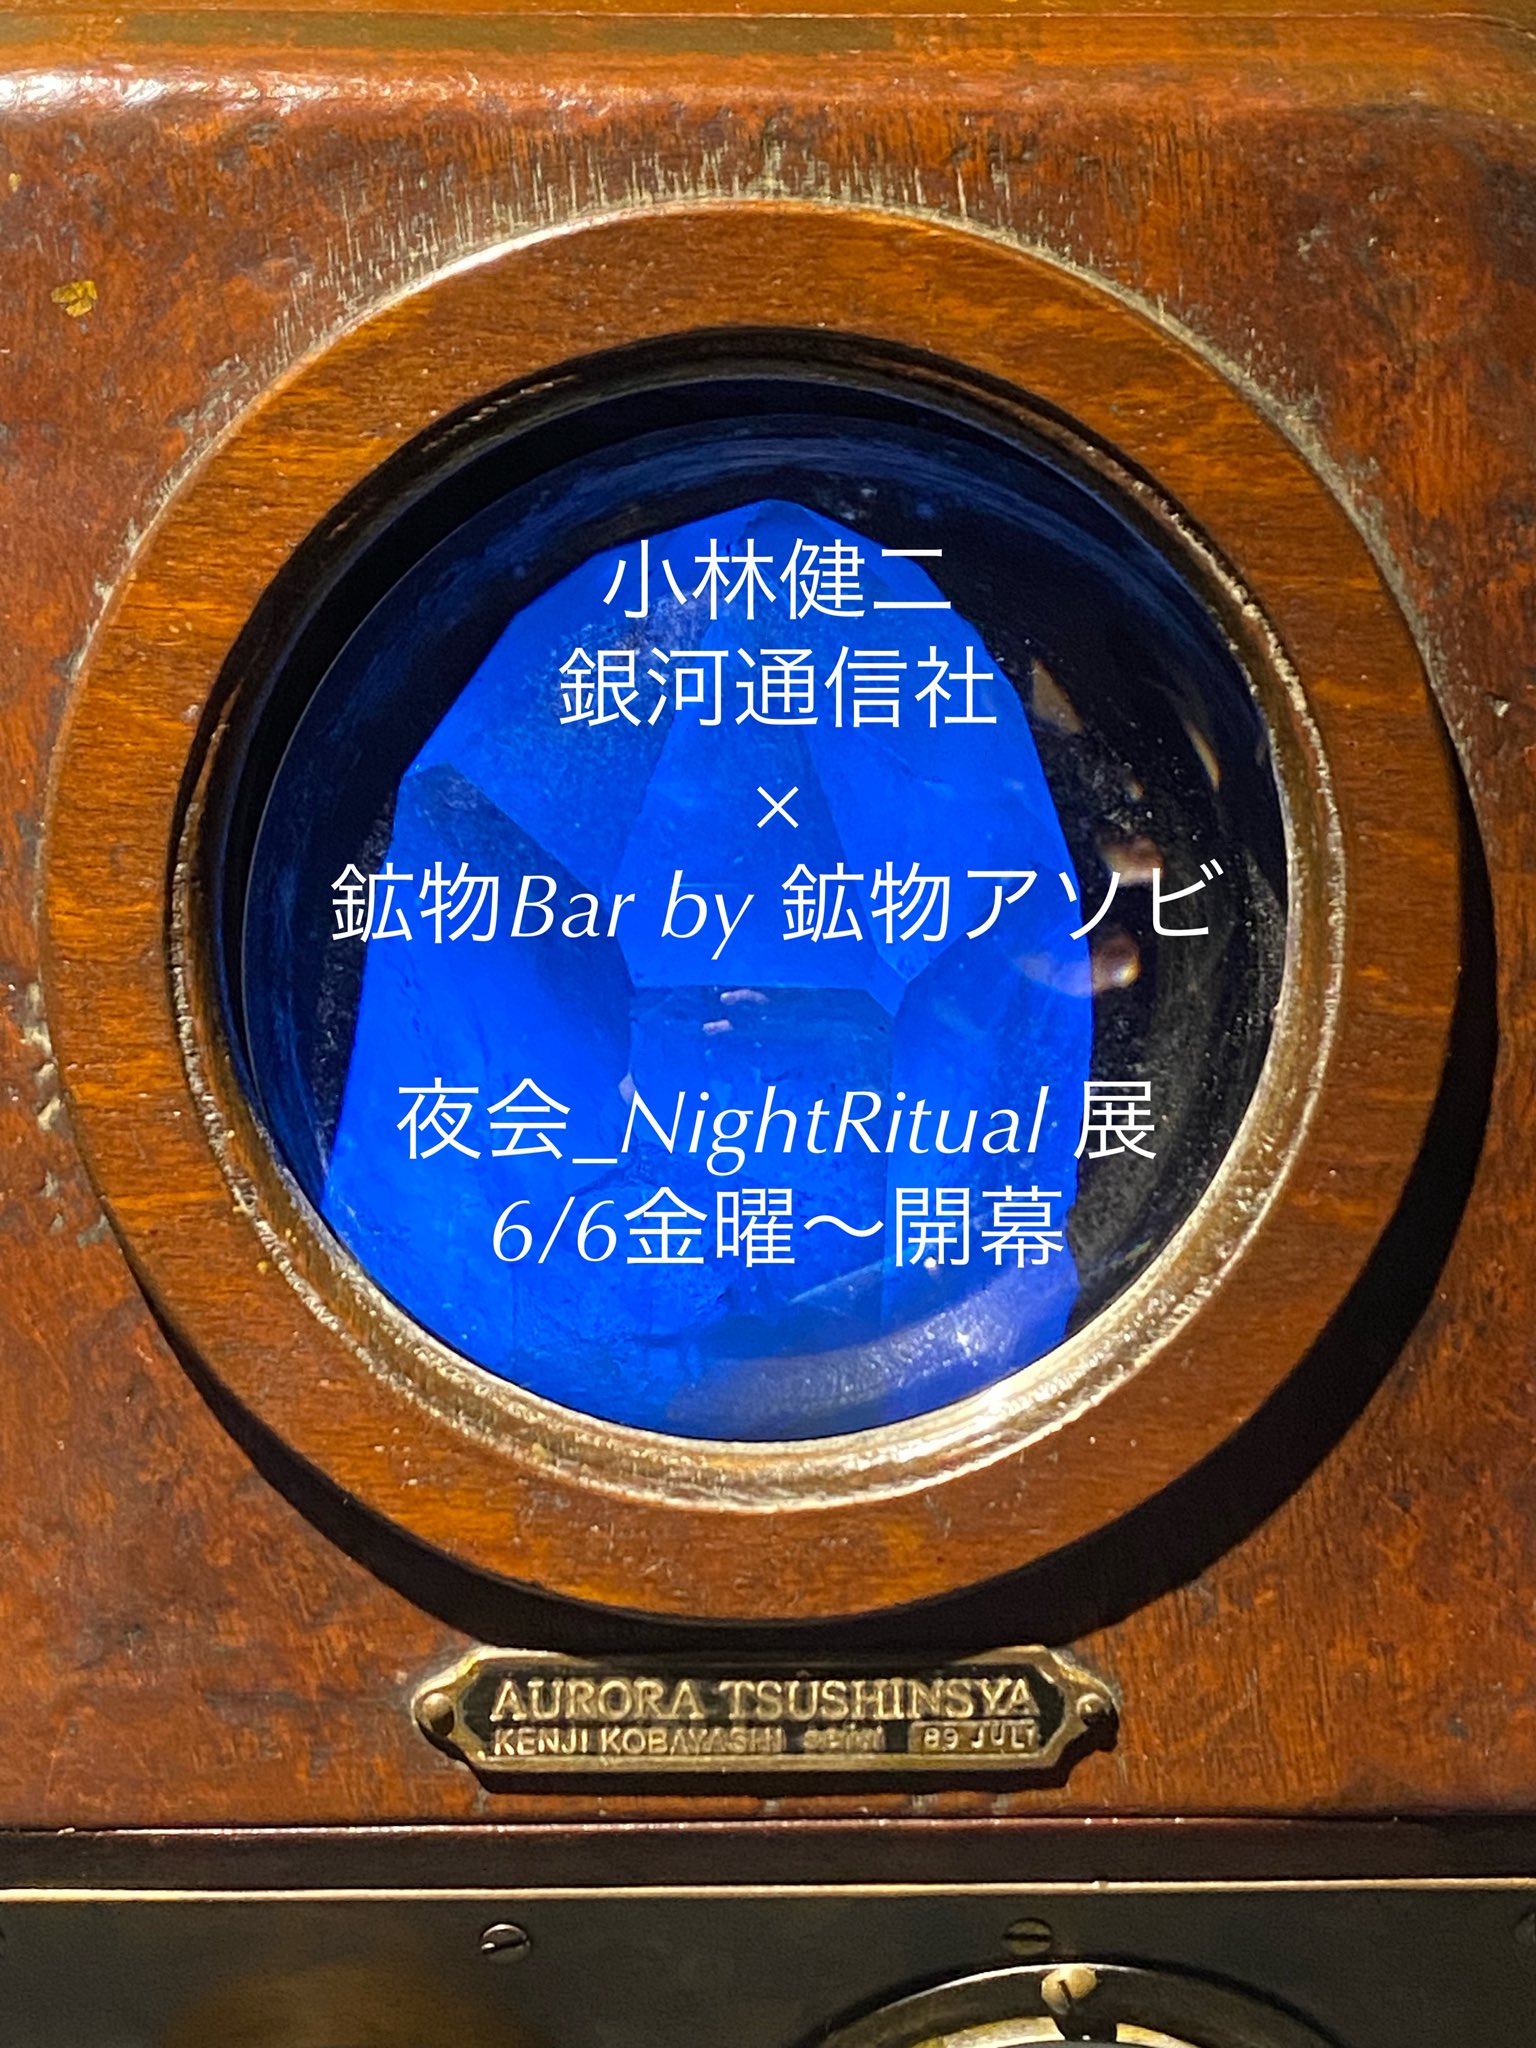 小林健二
銀河通信社
×
鉱物Bar by 鉱物アソビ
夜会_NightRitual 展
6/6金曜〜開幕
AURORA TSUSHINSYA
KENJI KOBAYASHI 89 JULY